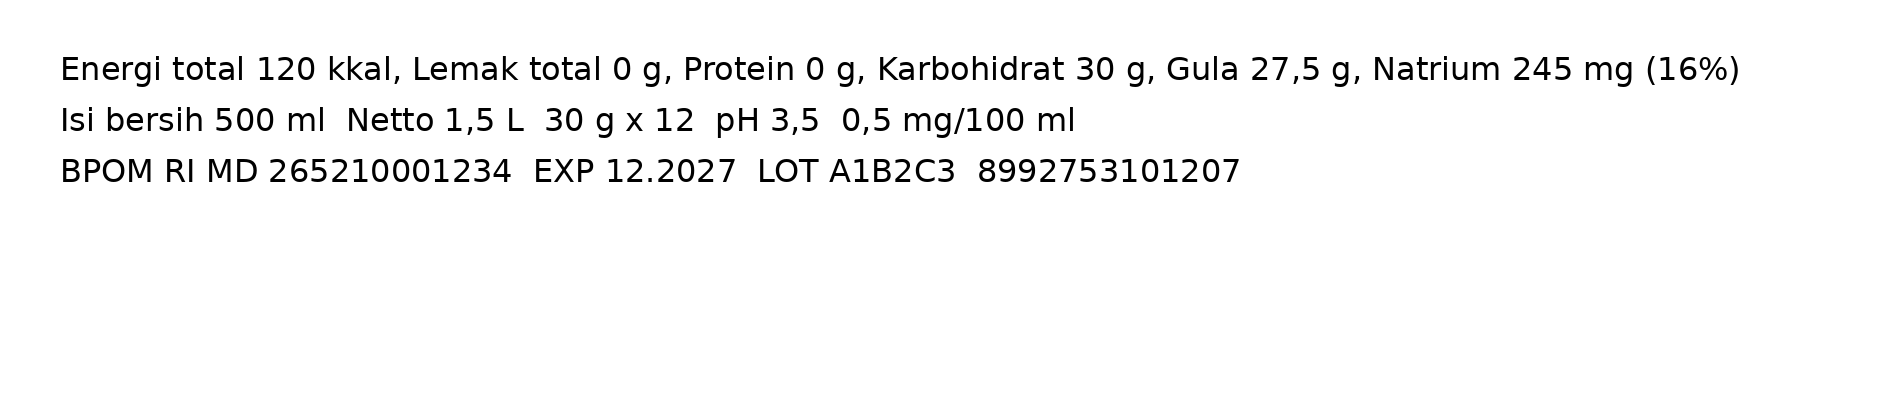 Energi total 120 kkal, Lemak total 0 g, Protein 0 g, Karbohidrat 30 g, Gula 27,5 g, Natrium 245 mg (16%)
Isi bersih 500 ml  Netto 1,5 L  30 g x 12  pH 3,5  0,5 mg/100 ml
BPOM RI MD 265210001234  EXP 12.2027  LOT A1B2C3  8992753101207